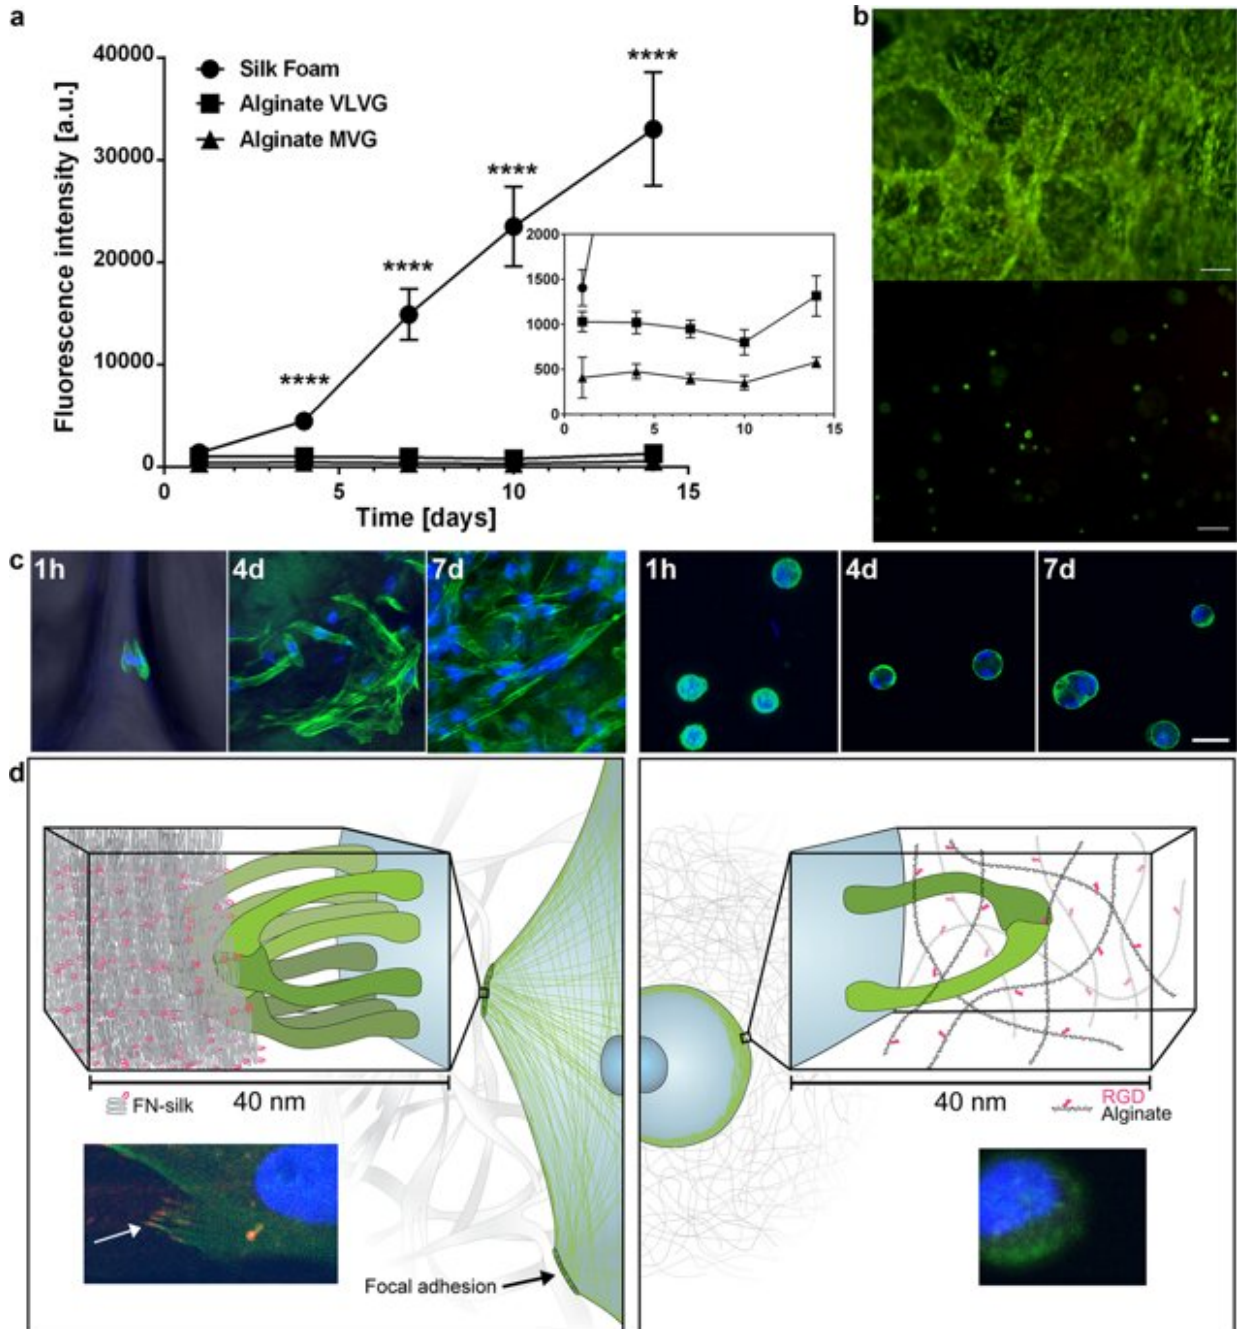 a
Fluorescence intensity [a.u.]
40000
30000
20000
10000
0
0
5
10
15
Time [days]
Silk Foam
Alginate VLVG
Alginate MVG
****
****
****
****
2000
1500
1000
500
0
0
5
10
15
b
c
1h
4d
7d
1h
4d
7d
d
40 nm
FN-silk
Focal adhesion
40 nm
RGD
Alginate